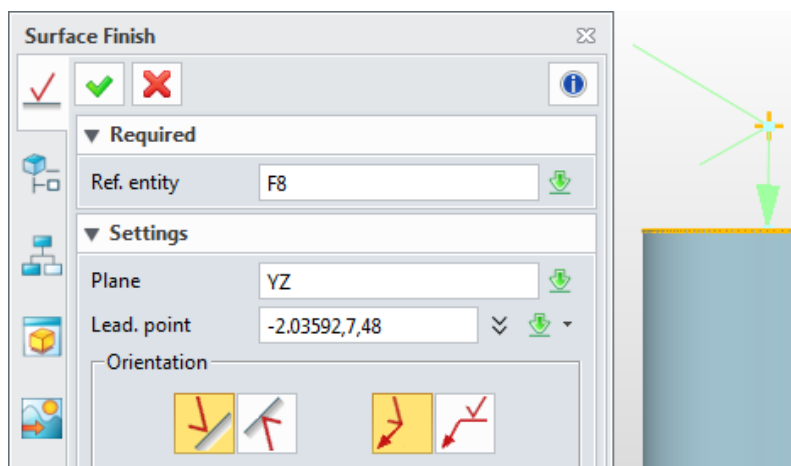 Surface Finish
Required
Ref. entity F8
Settings
Plane YZ
Lead. point -2.03592,7,48
Orientation